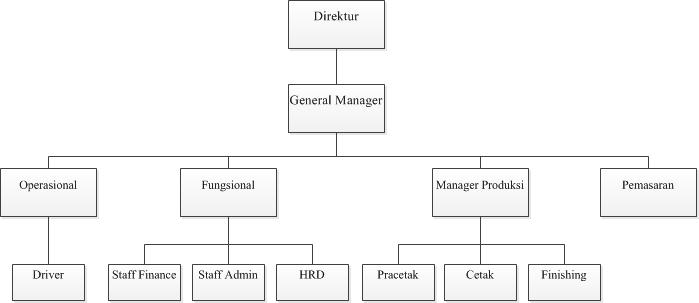 Direktur
General Manager
Operasional
Fungsional
Manager Produksi
Pemasaran
Driver
Staff Finance
Staff Admin
HRD
Pracetak
Cetak
Finishing